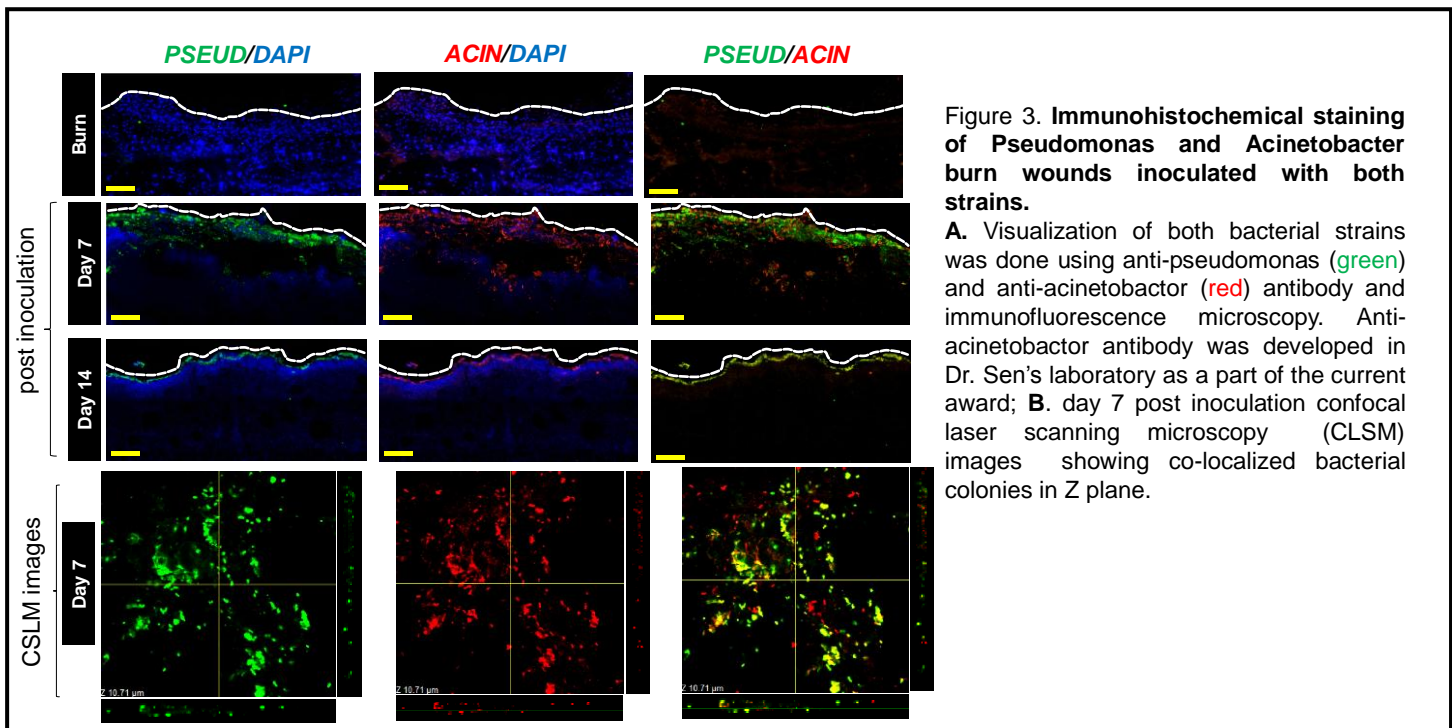 PSEUD/DAPI
ACIN/DAPI
PSEUD/ACIN
Burn
post inoculation
Day 7
Day 14
CSLM images
Day 7
Z 10.71 µm
Z 10.71 µm
Z 10.71 µm
Figure 3. Immunohistochemical staining
of Pseudomonas and Acinetobacter
burn wounds inoculated with both
strains.
A. Visualization of both bacterial strains
was done using anti-pseudomonas (green)
and anti-acinetobactor (red) antibody and
immunofluorescence microscopy. Anti-
acinetobactor antibody was developed in
Dr. Sen's laboratory as a part of the current
award; B. day 7 post inoculation confocal
laser scanning microscopy (CLSM)
images showing co-localized bacterial
colonies in Z plane.